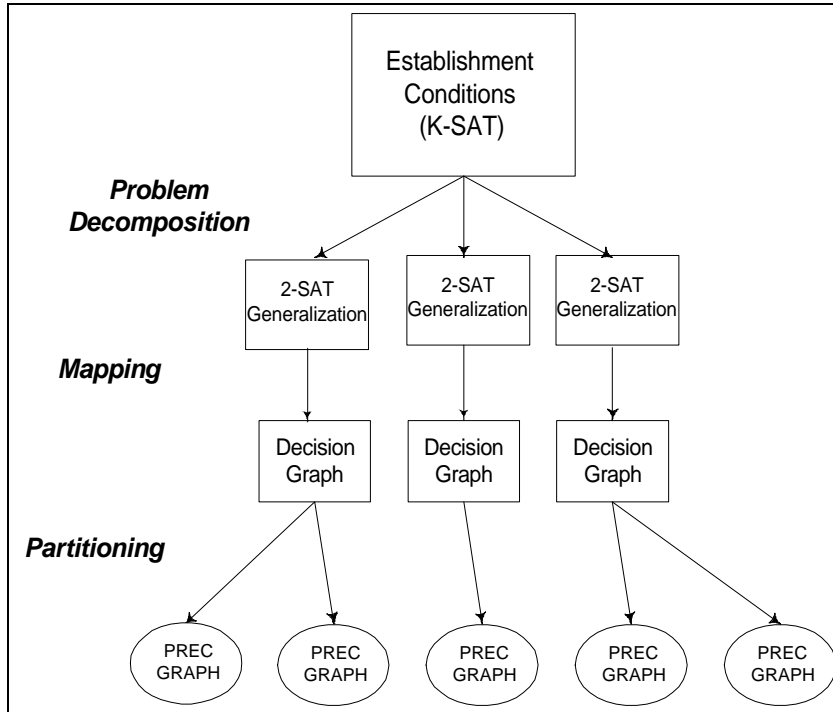 Establishment
Conditions
(K-SAT)
Problem
Decomposition
2-SAT
Generalization
2-SAT
Generalization
2-SAT
Generalization
Mapping
Decision
Graph
Decision
Graph
Decision
Graph
Partitioning
PREC
GRAPH
PREC
GRAPH
PREC
GRAPH
PREC
GRAPH
PREC
GRAPH